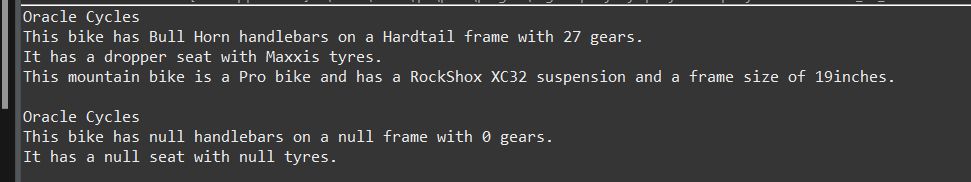 Oracle Cycles
This bike has Bull Horn handlebars on a Hardtail frame with 27 gears.
It has a dropper seat with Maxxis tyres.
This mountain bike is a Pro bike and has a RockShox XC32 suspension and a frame size of 19inches.
Oracle Cycles
This bike has null handlebars on a null frame with 0 gears.
It has a null seat with null tyres.